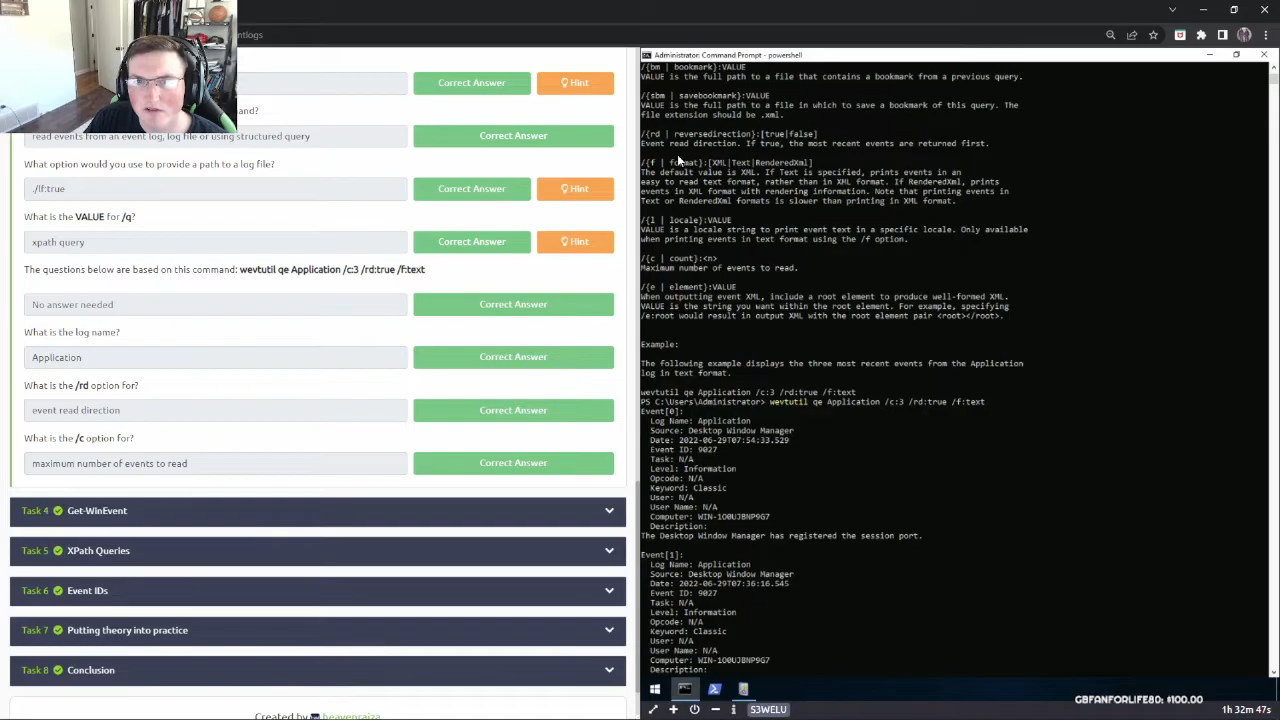 ntlogs
Correct Answer
Hint
and?
read events from an event log, log file or using structured query
Correct Answer
What option would you use to provide a path to a log file?
/lf:true
Correct Answer
Hint
What is the VALUE for /q?
xpath query
Correct Answer
Hint
The questions below are based on this command: wevtutil qe Application /c:3 /rd:true /f:text
No answer needed
Correct Answer
What is the log name?
Application
Correct Answer
What is the /rd option for?
event read direction
Correct Answer
What is the /c option for?
maximum number of events to read
Correct Answer
Task 4 Get-WinEvent
Task 5 XPath Queries
Task 6 Event IDs
Task 7 Putting theory into practice
Task 8 Conclusion
Created by heavenraiza
Administrator: Command Prompt - powershell
/{bm | bookmark}:VALUE
VALUE is the full path to a file that contains a bookmark from a previous query.
/{sbm | savebookmark}:VALUE
VALUE is the full path to a file in which to save a bookmark of this query. The
file extension should be .xml.
/{rd | reversedirection}:[true|false]
Event read direction. If true, the most recent events are returned first.
/{f | format}:[XML|Text|RenderedXml]
The default value is XML. If Text is specified, prints events in an
easy to read text format, rather than in XML format. If RenderedXml, prints
events in XML format with rendering information. Note that printing events in
Text or RenderedXml formats is slower than printing in XML format.
/{l | locale}:VALUE
VALUE is a locale string to print event text in a specific locale. Only available
when printing events in text format using the /f option.
/{c | count}:<n>
Maximum number of events to read.
/{e | element}:VALUE
When outputting event XML, include a root element to produce well-formed XML.
VALUE is the string you want within the root element. For example, specifying
/e:root would result in output XML with the root element pair <root></root>.
Example:
The following example displays the three most recent events from the Application
log in text format.
wevtutil qe Application /c:3 /rd:true /f:text
PS C:\Users\Administrator> wevtutil qe Application /c:3 /rd:true /f:text
Event[0]:
Log Name: Application
Source: Desktop Window Manager
Date: 2022-06-29T07:54:33.529
Event ID: 9027
Task: N/A
Level: Information
Opcode: N/A
Keyword: Classic
User: N/A
User Name: N/A
Computer: WIN-1O0UJBNP9G7
Description:
The Desktop Window Manager has registered the session port.
Event[1]:
Log Name: Application
Source: Desktop Window Manager
Date: 2022-06-29T07:36:16.545
Event ID: 9027
Task: N/A
Level: Information
Opcode: N/A
Keyword: Classic
User: N/A
User Name: N/A
Computer: WIN-1O0UJBNP9G7
Description:
GBFANFORLIFE80: $100.00
S3WELU
1h 32m 47s